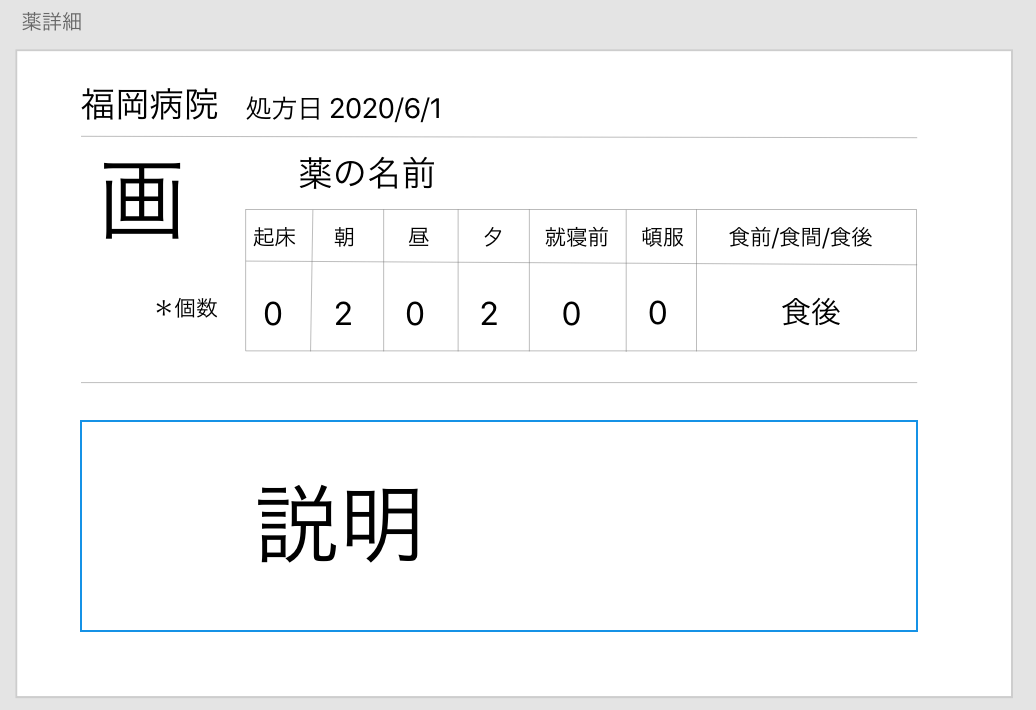 薬詳細
福岡病院 処方日 2020/6/1
画
薬の名前
起床 朝 昼 夕 就寝前 頓服 食前/食間/食後
＊個数 0 2 0 2 0 0 食後
説明